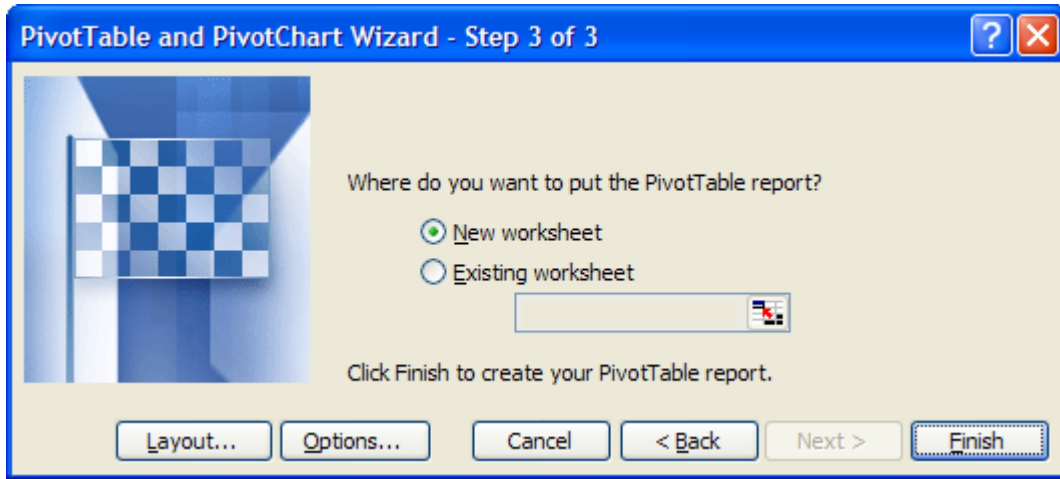 PivotTable and PivotChart Wizard - Step 3 of 3
Where do you want to put the PivotTable report?
New worksheet
Existing worksheet
Click Finish to create your PivotTable report.
Layout... Options... Cancel < Back Next > Finish